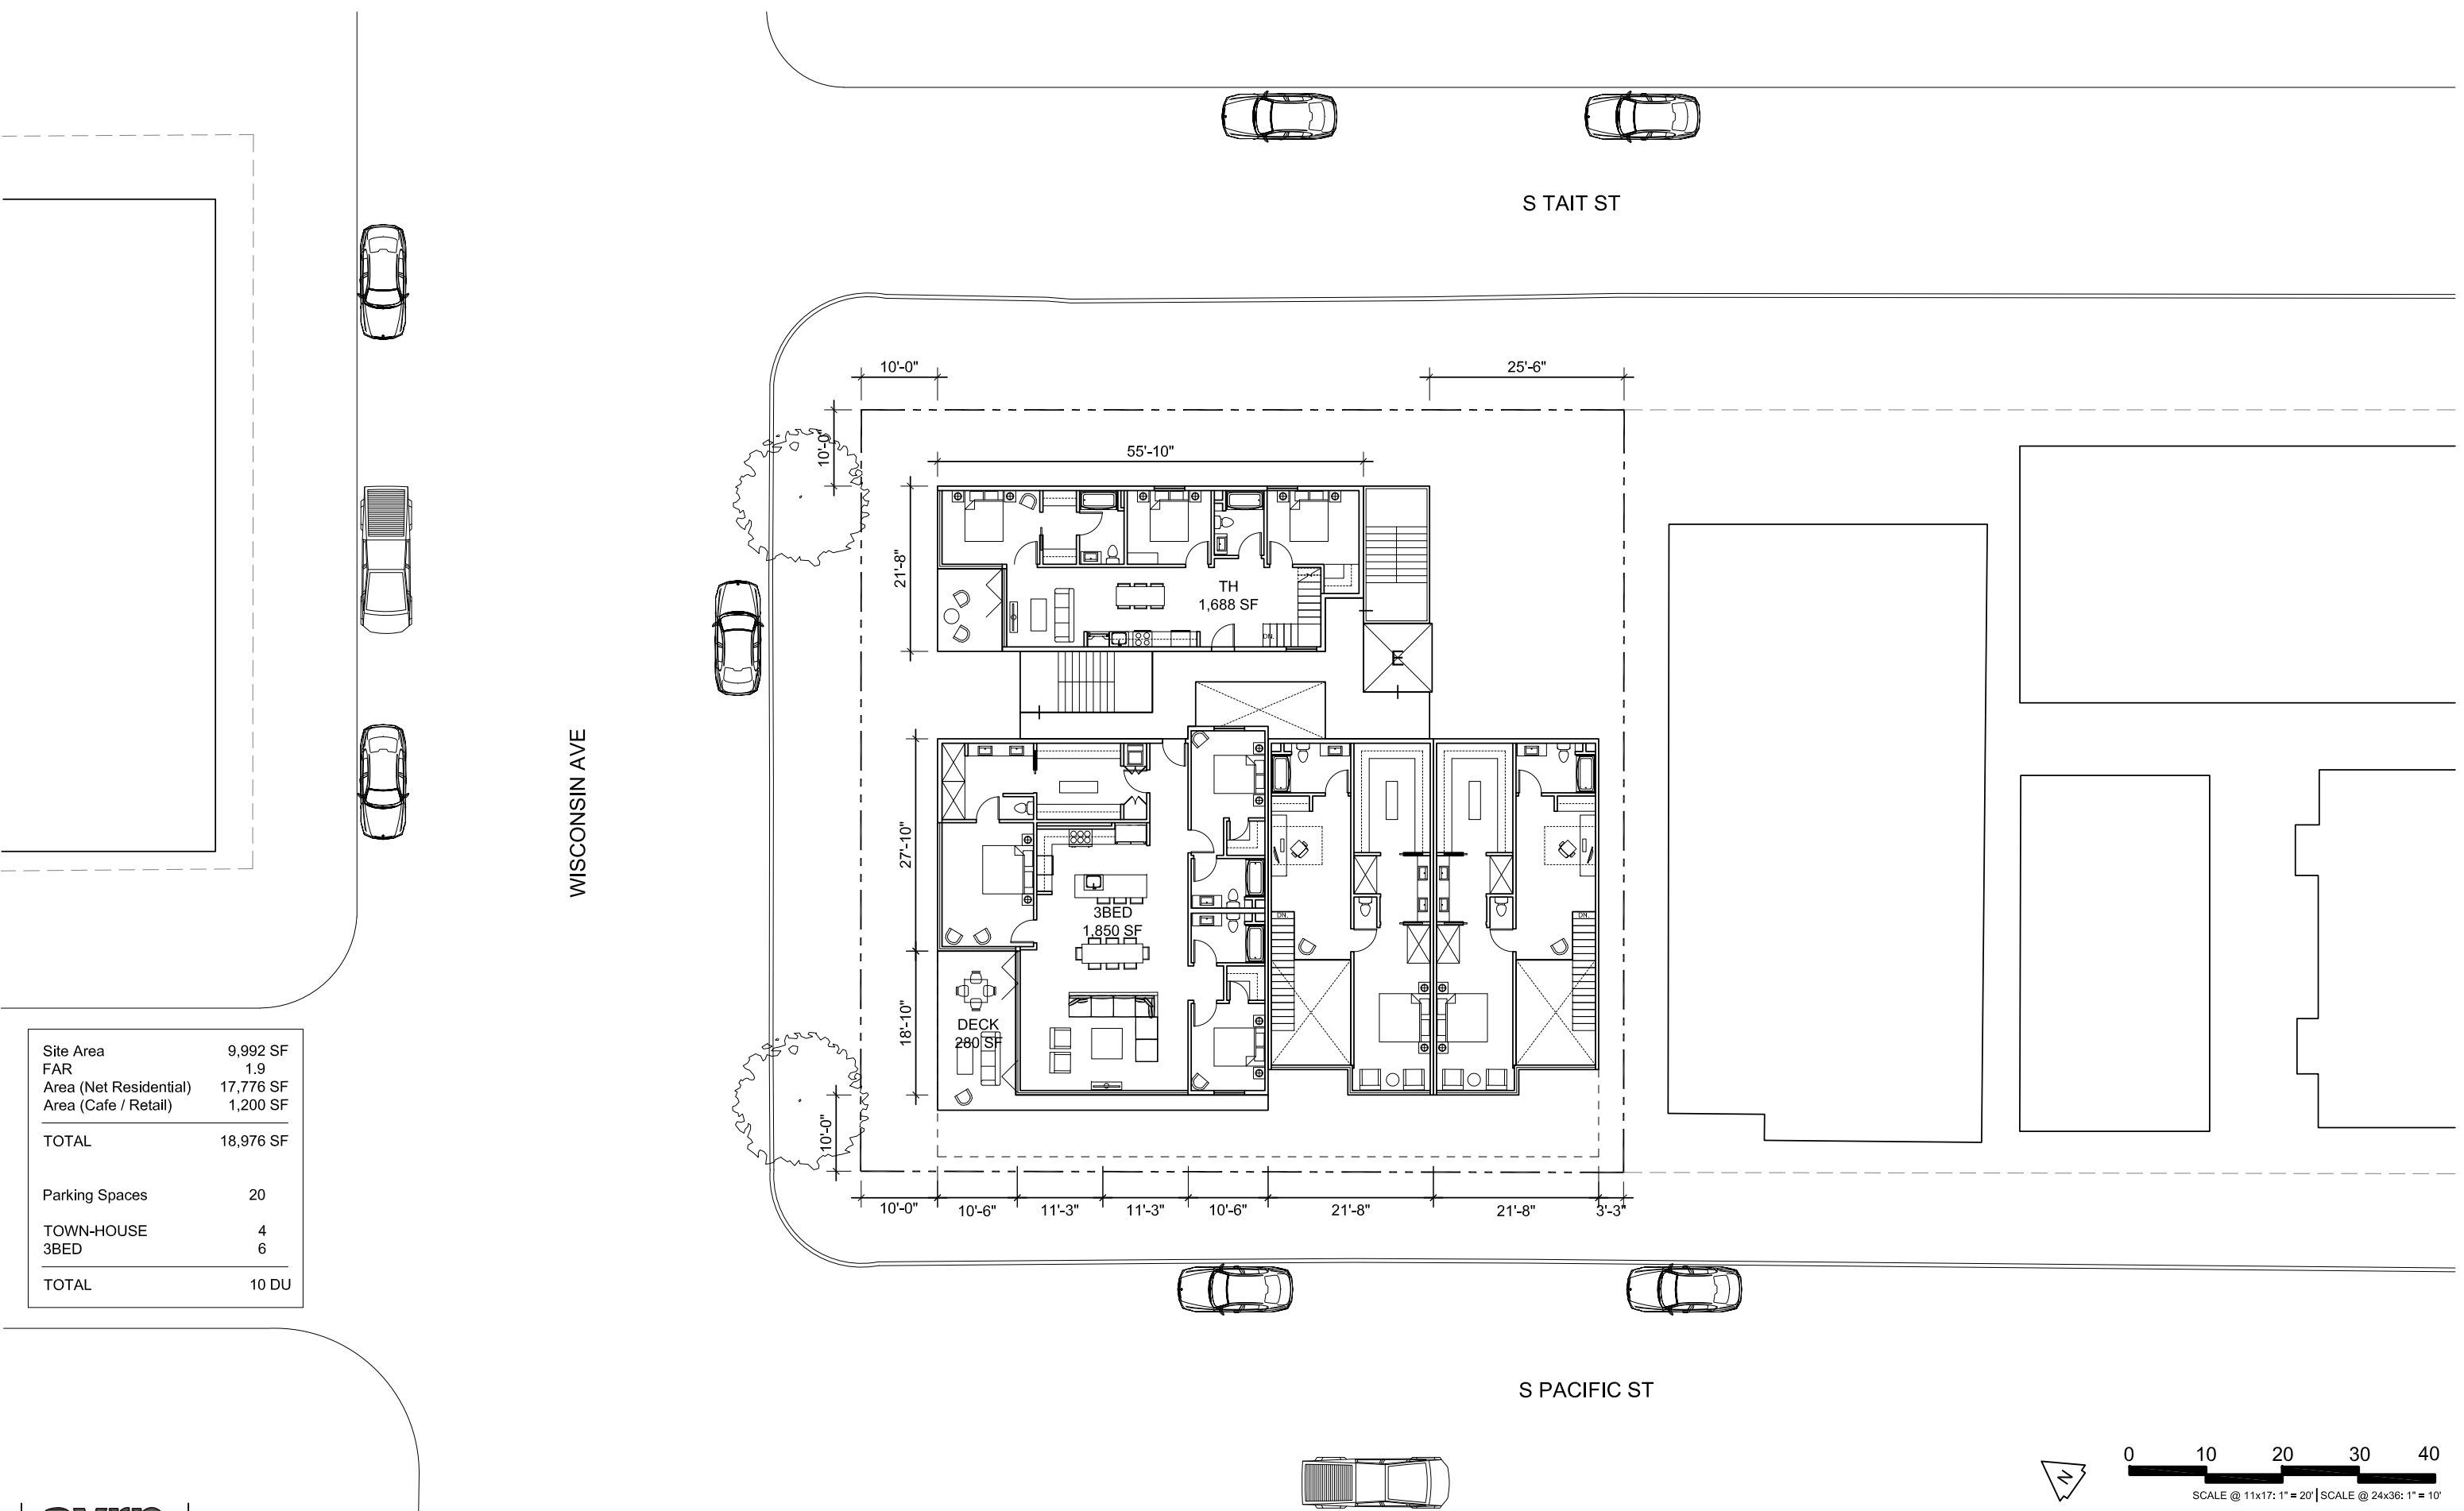 S TAIT ST
10'-0"
25'-6"
10'-0"
55'-10"
21'-8"
TH
1,688 SF
DN.
E
WISCONSIN AVE
27'-10"
3BED
1,850 SF
DN.
DN.
18'-10"
DECK
280 SF
10'-0"
10'-0"
10'-6"
11'-3"
11'-3"
10'-6"
21'-8"
21'-8"
3'-3"
Site Area 9,992 SF
FAR 1.9
Area (Net Residential) 17,776 SF
Area (Cafe / Retail) 1,200 SF
TOTAL 18,976 SF
Parking Spaces 20
TOWN-HOUSE 4
3BED 6
TOTAL 10 DU
S PACIFIC ST
N
0 10 20 30 40
SCALE @ 11x17: 1" = 20' | SCALE @ 24x36: 1" = 10'